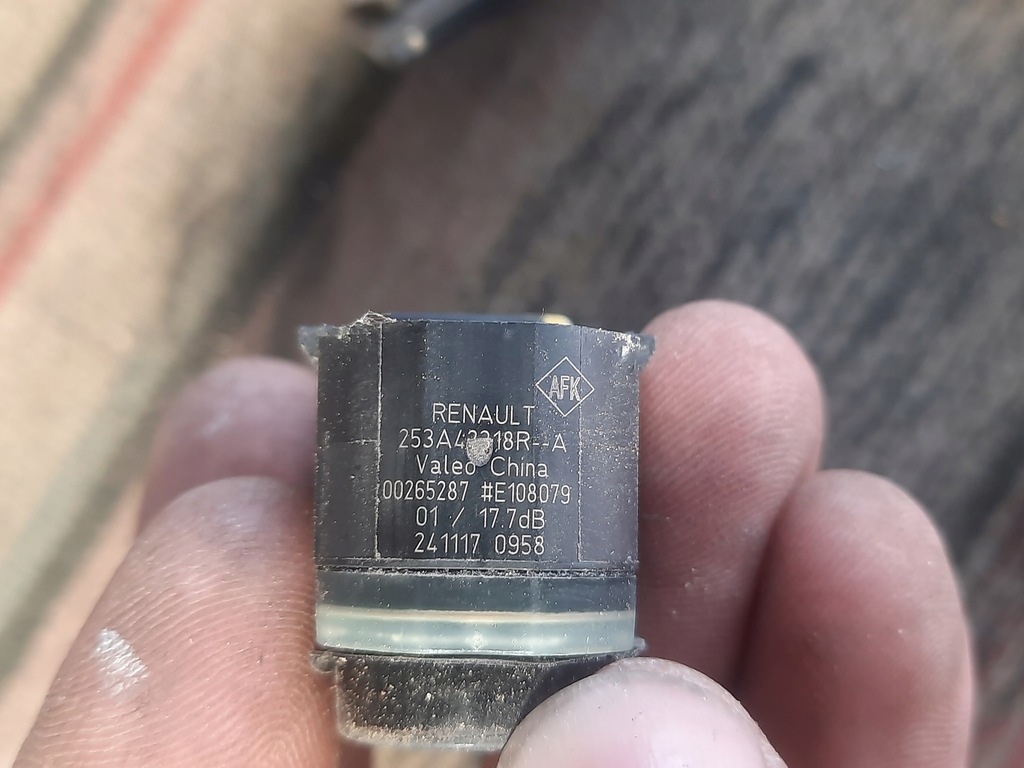 AFK
RENAULT
Valeo China
00265287 #E108079
01 / 17.7dB
241117 0958